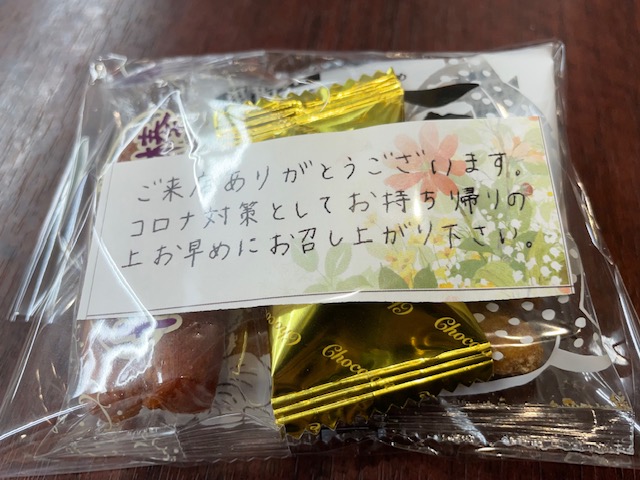 ご来店ありがとうございます。
コロナ対策としてお持ち帰りの
上お早めにお召し上がり下さい。
Chocolat